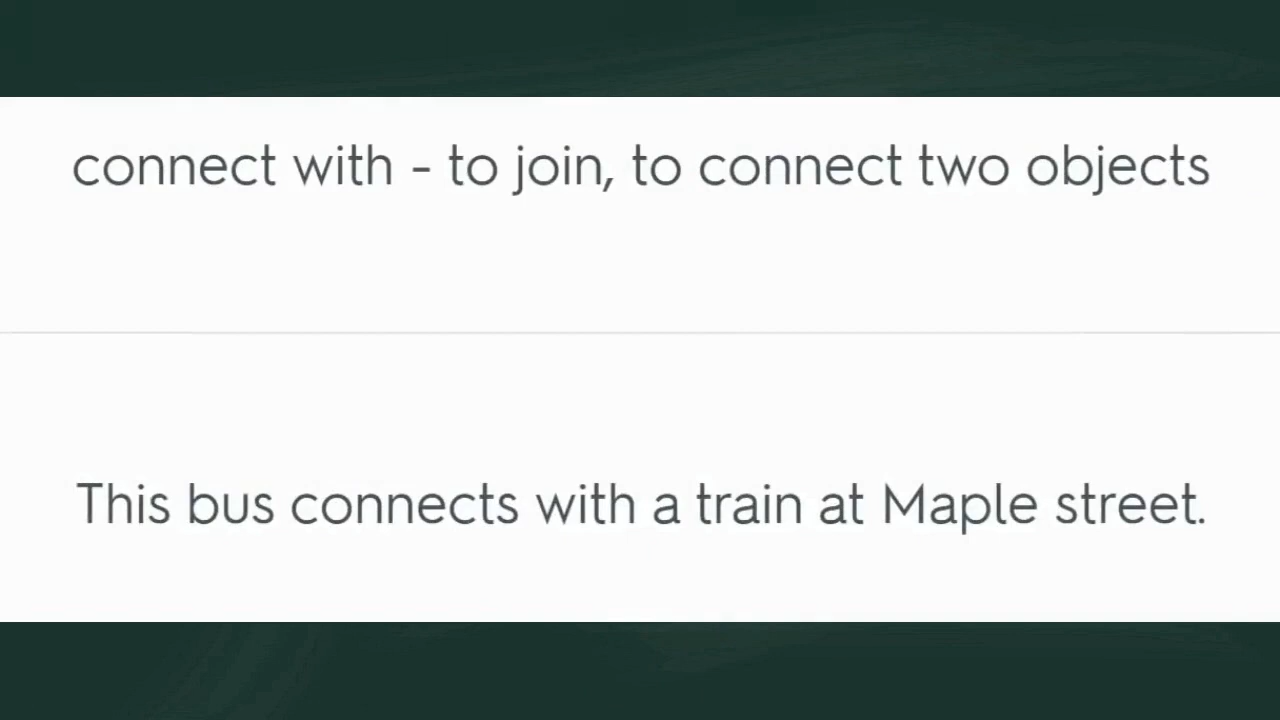 connect with - to join, to connect two objects
This bus connects with a train at Maple street.